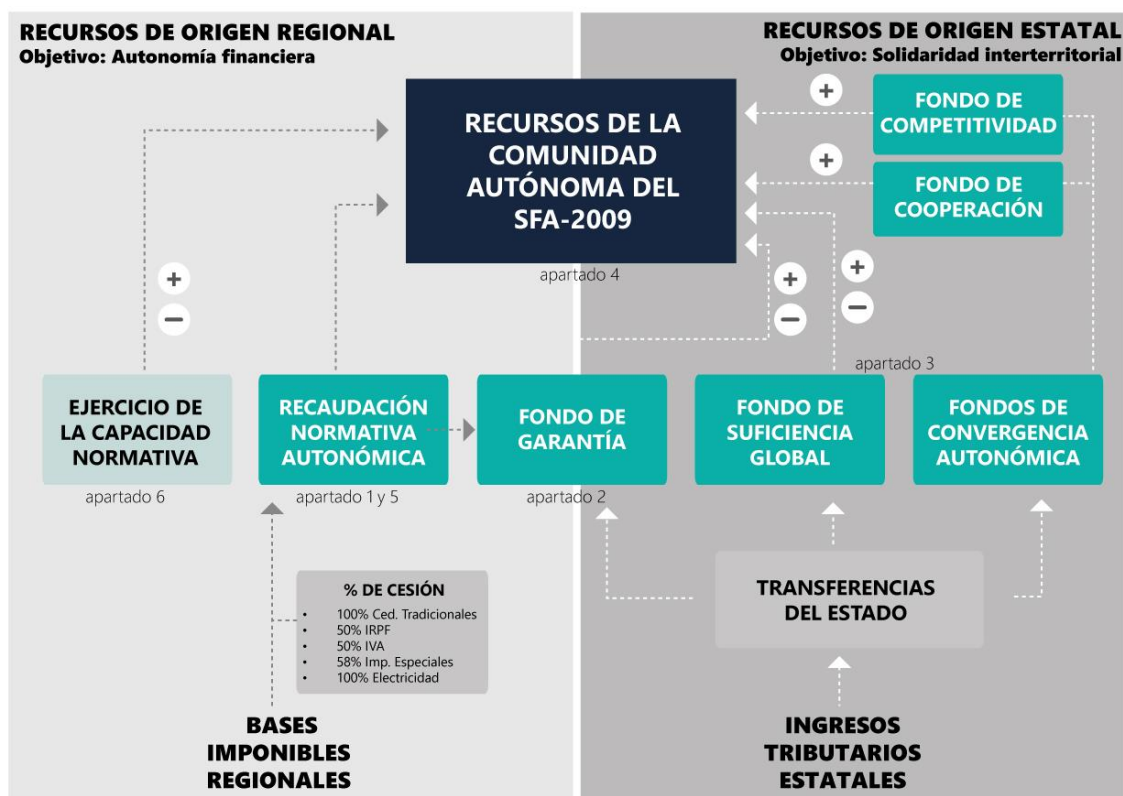 RECURSOS DE ORIGEN REGIONAL
Objetivo: Autonomía financiera
RECURSOS DE ORIGEN ESTATAL
Objetivo: Solidaridad interterritorial
RECURSOS DE LA
COMUNIDAD
AUTÓNOMA DEL
SFA-2009
apartado 4
+
FONDO DE
COMPETITIVIDAD
+
FONDO DE
COOPERACIÓN
+
−
+
−
+
−
apartado 3
EJERCICIO DE
LA CAPACIDAD
NORMATIVA
apartado 6
RECAUDACIÓN
NORMATIVA
AUTONÓMICA
apartado 1 y 5
FONDO DE
GARANTÍA
apartado 2
FONDO DE
SUFICIENCIA
GLOBAL
FONDOS DE
CONVERGENCIA
AUTONÓMICA
% DE CESIÓN
• 100% Ced. Tradicionales
• 50% IRPF
• 50% IVA
• 58% Imp. Especiales
• 100% Electricidad
TRANSFERENCIAS
DEL ESTADO
BASES
IMPONIBLES
REGIONALES
INGRESOS
TRIBUTARIOS
ESTATALES